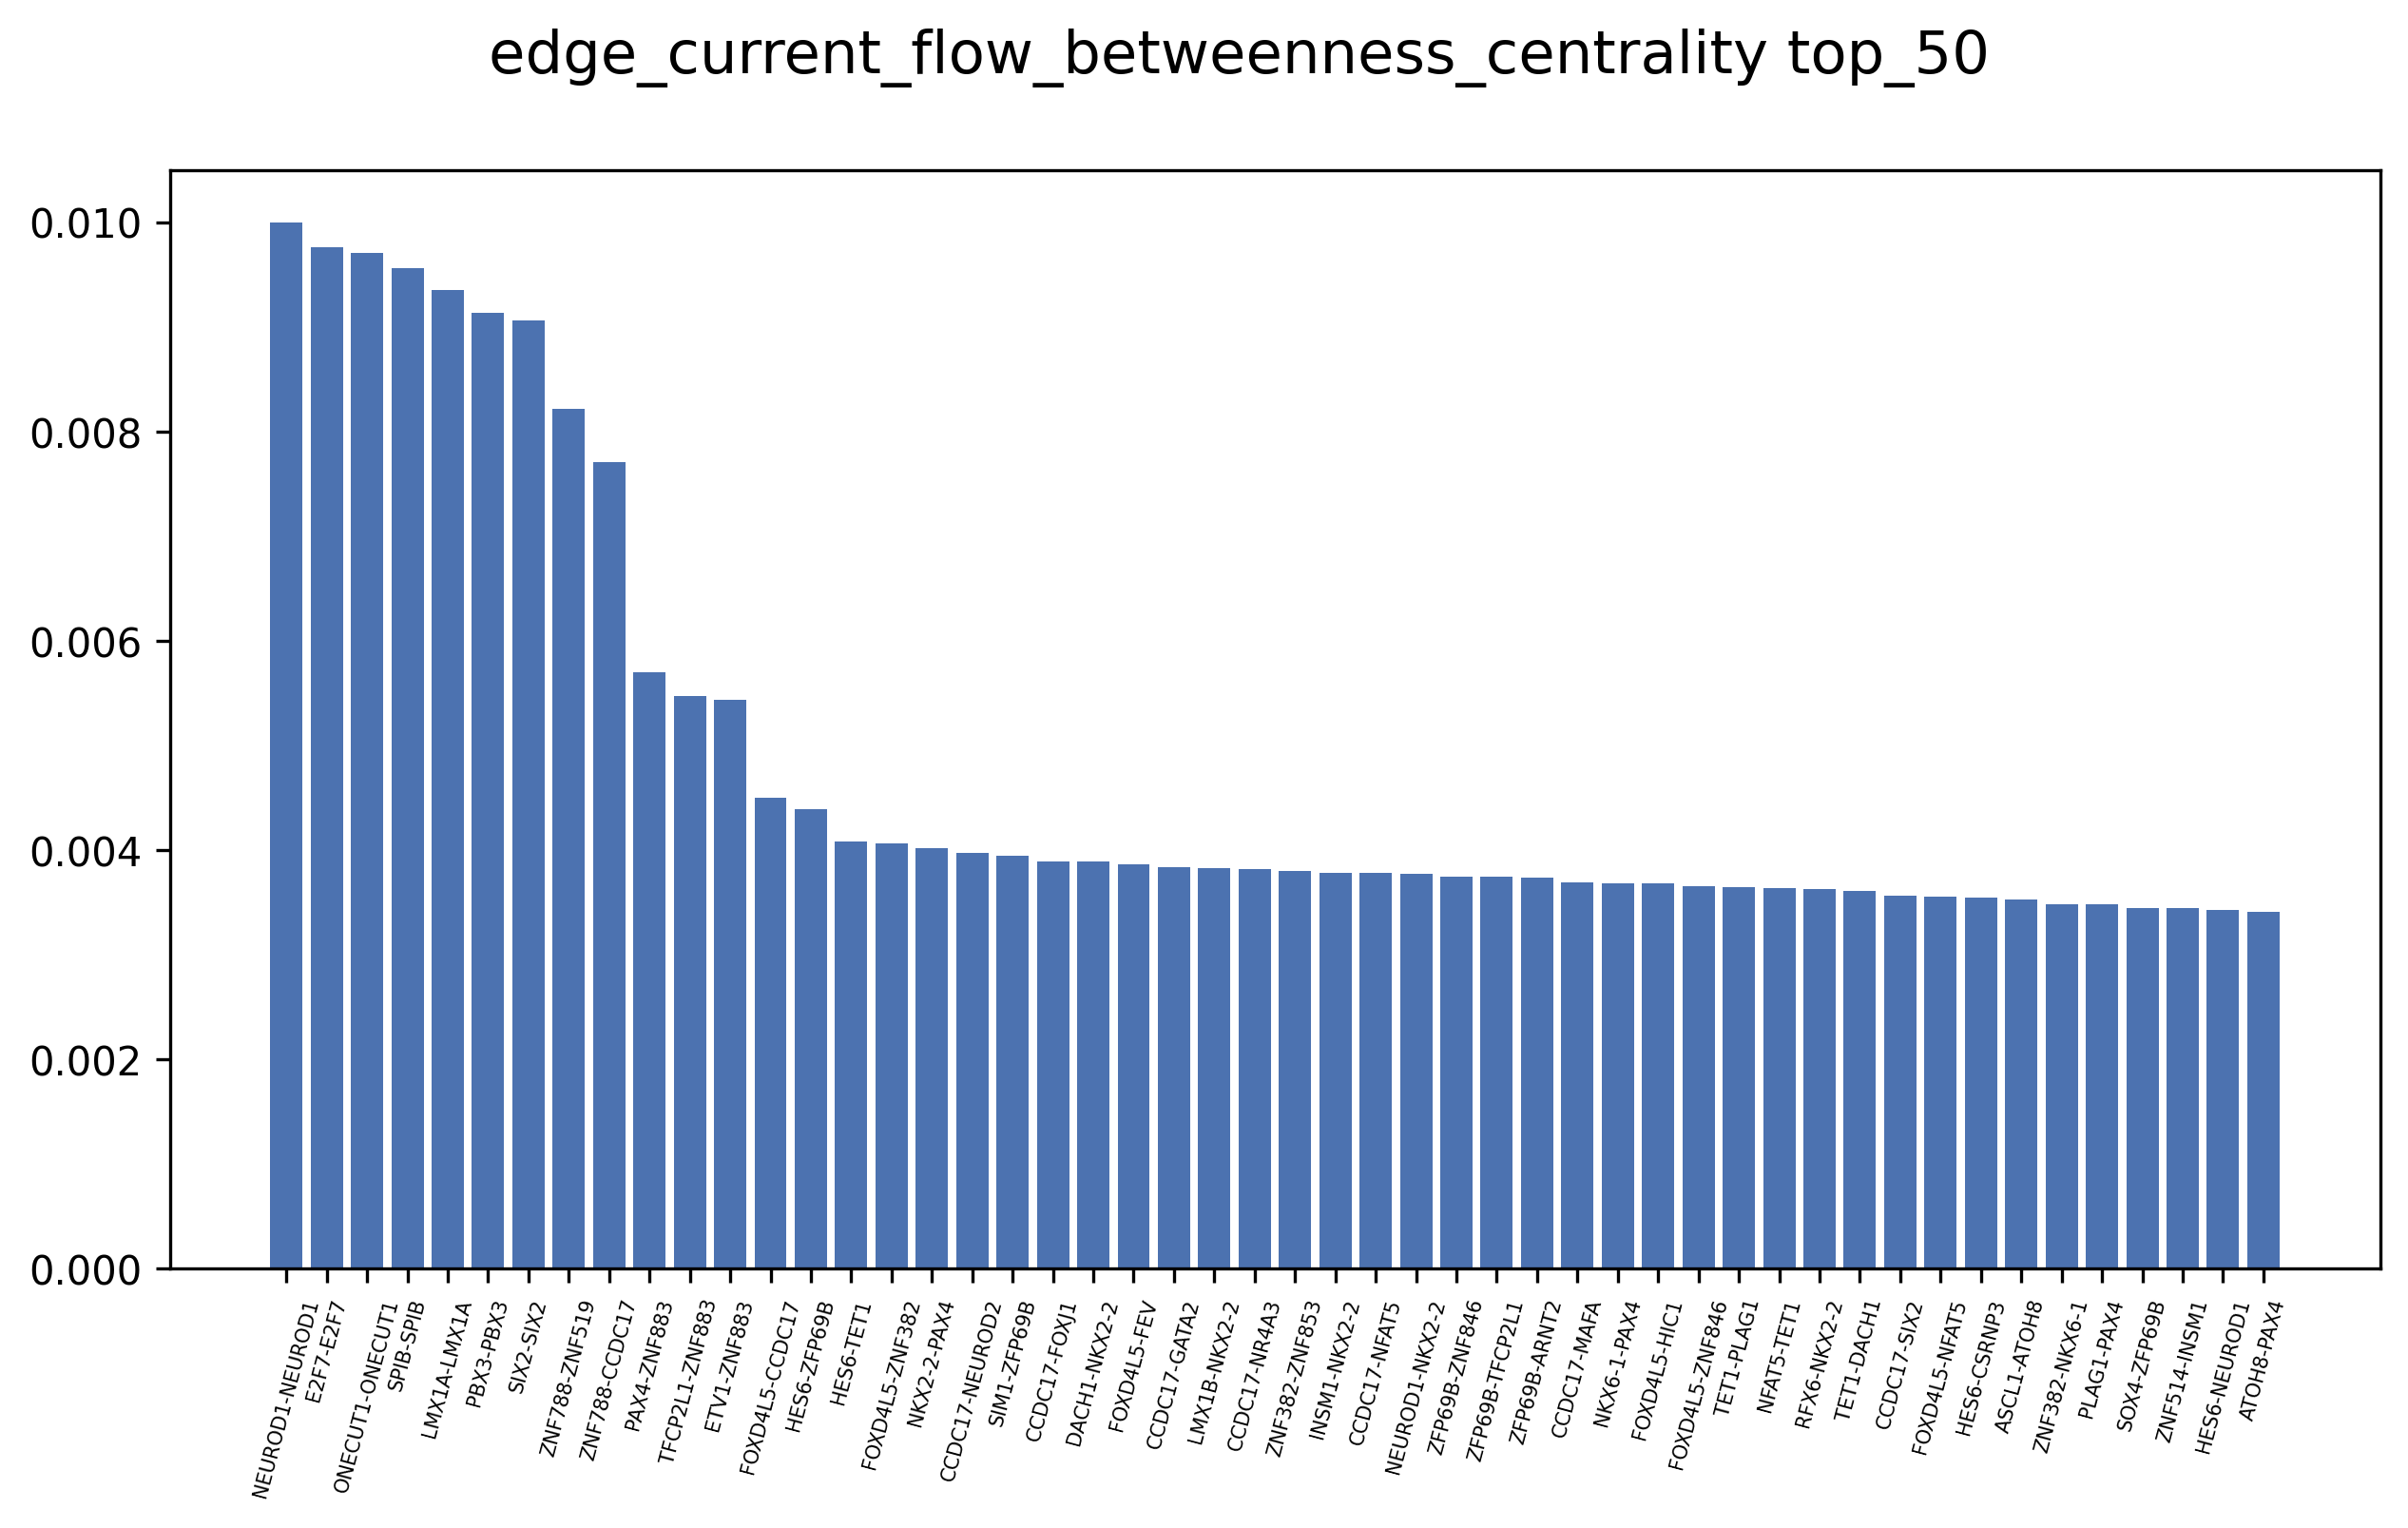 edge_current_flow_betweenness_centrality top_50
0.010
0.008
0.006
0.004
0.002
0.000
NEUROD1-NEUROD1
E2F7-E2F7
ONECUT1-ONECUT1
SPIB-SPIB
LMX1A-LMX1A
PBX3-PBX3
SIX2-SIX2
ZNF788-ZNF519
ZNF788-CCDC17
PAX4-ZNF883
TFCP2L1-ZNF883
ETV1-ZNF883
FOXD4L5-CCDC17
HES6-ZFP69B
HES6-TET1
FOXD4L5-ZNF382
NKX2-2-PAX4
CCDC17-NEUROD2
SIM1-ZFP69B
CCDC17-FOXJ1
DACH1-NKX2-2
FOXD4L5-FEV
CCDC17-GATA2
LMX1B-NKX2-2
CCDC17-NR4A3
ZNF382-ZNF853
INSM1-NKX2-2
CCDC17-NFAT5
NEUROD1-NKX2-2
ZFP69B-ZNF846
ZFP69B-TFCP2L1
ZFP69B-ARNT2
CCDC17-MAFA
NKX6-1-PAX4
FOXD4L5-HIC1
FOXD4L5-ZNF846
TET1-PLAG1
NFAT5-TET1
RFX6-NKX2-2
TET1-DACH1
CCDC17-SIX2
FOXD4L5-NFAT5
HES6-CSRNP3
ASCL1-ATOH8
ZNF382-NKX6-1
PLAG1-PAX4
SOX4-ZFP69B
ZNF514-INSM1
HES6-NEUROD1
ATOH8-PAX4